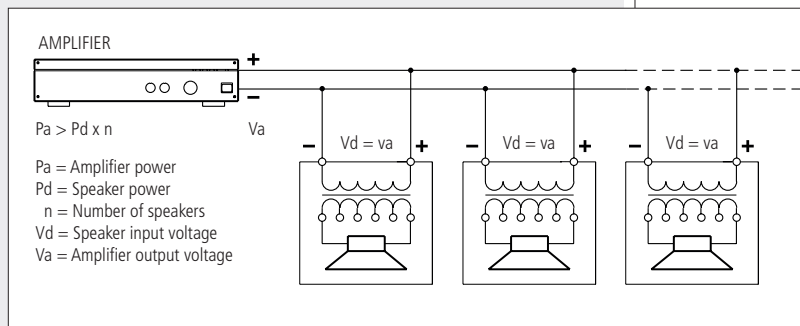 AMPLIFIER
+
−
Pa > Pd x n
Va
Pa = Amplifier power
Pd = Speaker power
n = Number of speakers
Vd = Speaker input voltage
Va = Amplifier output voltage
− Vd = va +
− Vd = va +
− Vd = va +